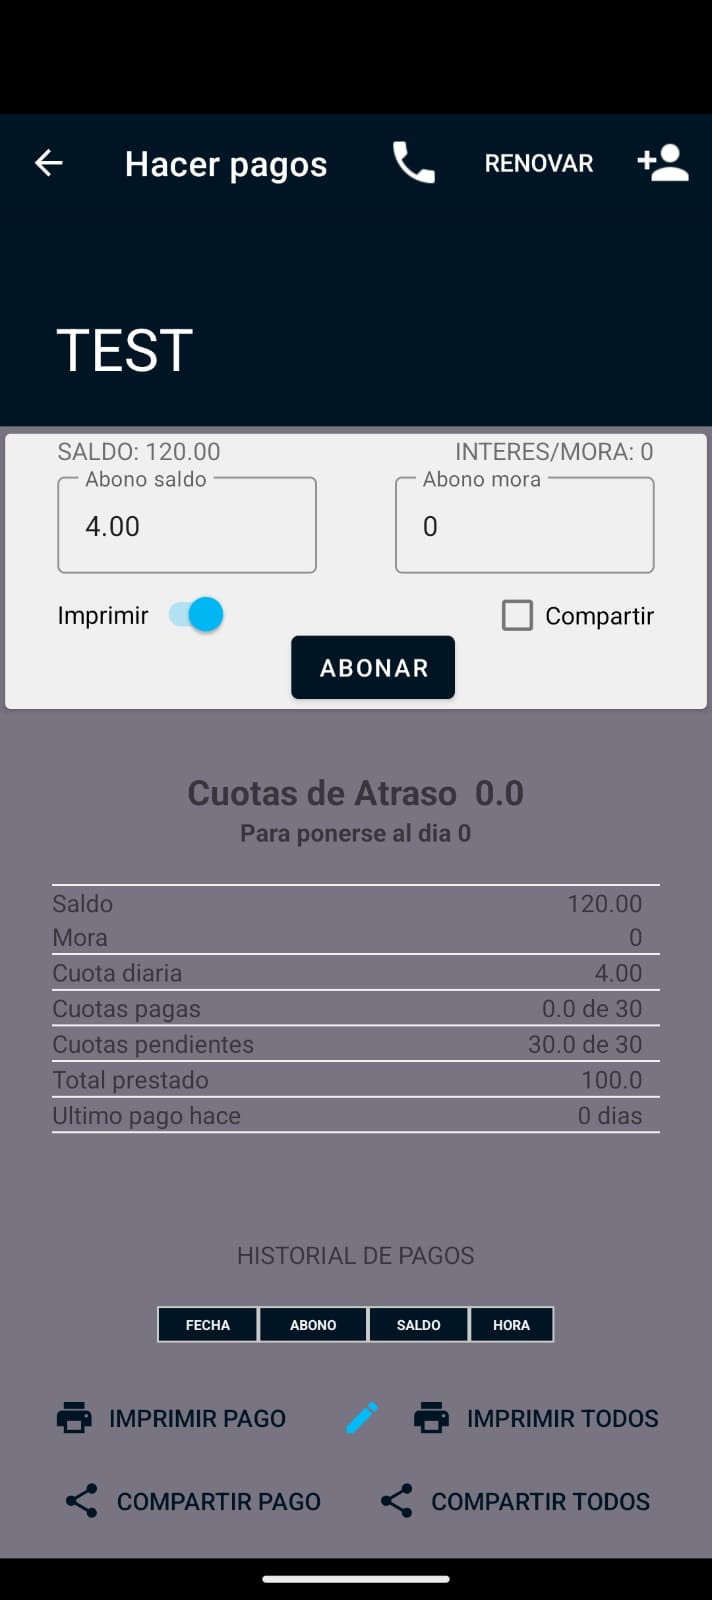 Hacer pagos RENOVAR
TEST
SALDO: 120.00 INTERES/MORA: 0
Abono saldo Abono mora
4.00 0
Imprimir Compartir
ABONAR
Cuotas de Atraso 0.0
Para ponerse al dia 0
Saldo 120.00
Mora 0
Cuota diaria 4.00
Cuotas pagas 0.0 de 30
Cuotas pendientes 30.0 de 30
Total prestado 100.0
Ultimo pago hace 0 dias
HISTORIAL DE PAGOS
FECHA ABONO SALDO HORA
IMPRIMIR PAGO IMPRIMIR TODOS
COMPARTIR PAGO COMPARTIR TODOS